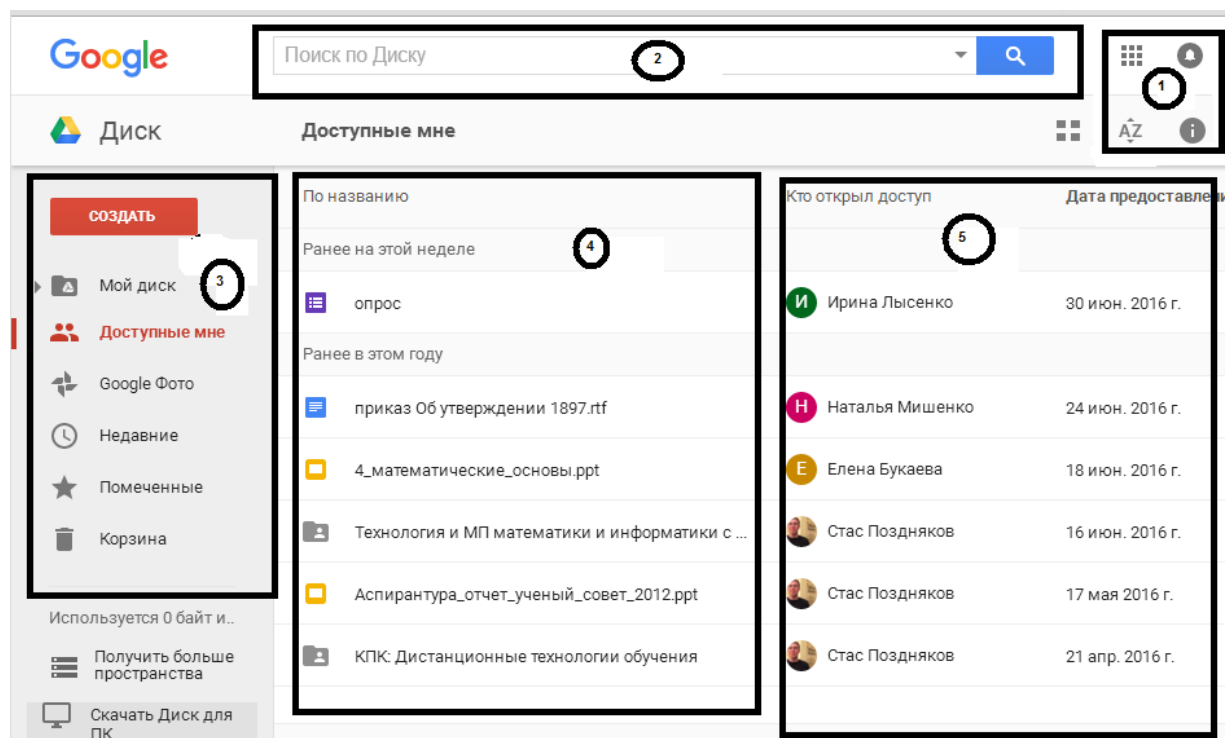 Google
Поиск по Диску
2
1
Диск
Доступные мне
AZ
СОЗДАТЬ
3
Мой диск
Доступные мне
Google Фото
Недавние
Помеченные
Корзина
Используется 0 байт и..
Получить больше
пространства
Скачать Диск для
ПК
По названию
4
Кто открыл доступ
Дата предоставлени
5
Ранее на этой неделе
опрос
И
Ирина Лысенко
30 июн. 2016 г.
Ранее в этом году
приказ Об утверждении 1897.rtf
Н
Наталья Мишенко
24 июн. 2016 г.
4_математические_основы.ppt
Е
Елена Букаева
18 июн. 2016 г.
Технология и МП математики и информатики с ...
Стас Поздняков
16 июн. 2016 г.
Аспирантура_отчет_ученый_совет_2012.ppt
Стас Поздняков
17 мая 2016 г.
КПК: Дистанционные технологии обучения
Стас Поздняков
21 апр. 2016 г.